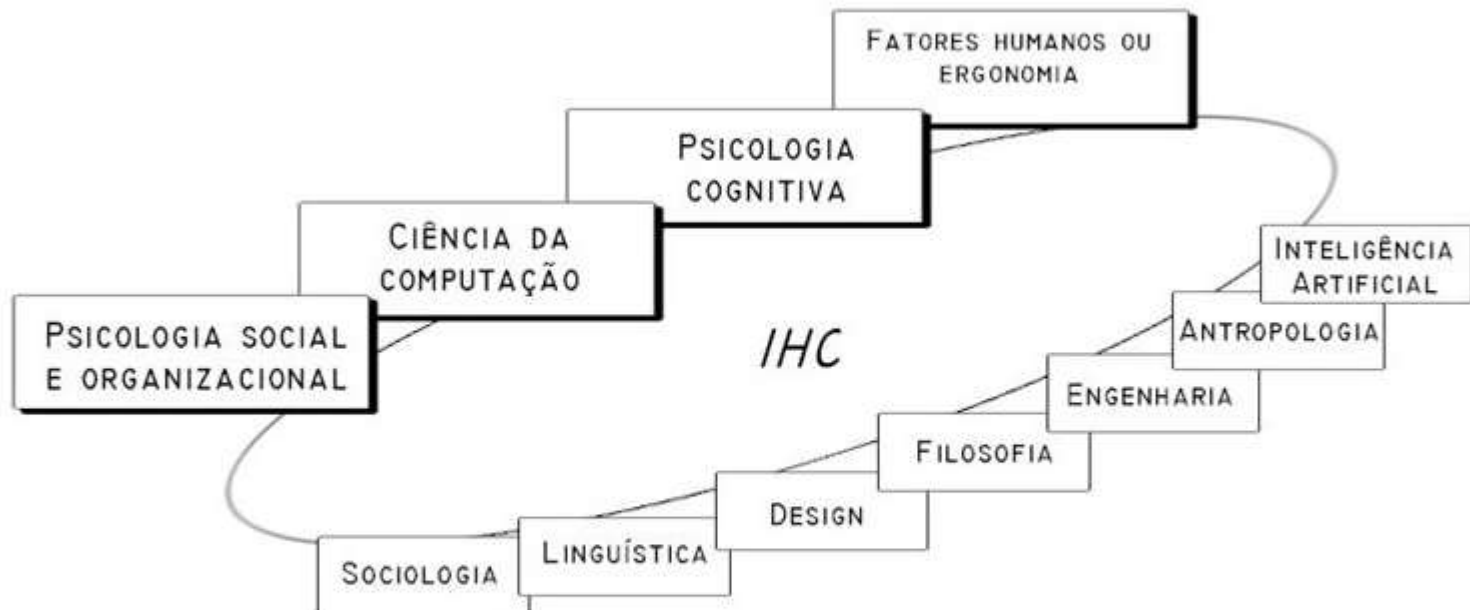 FATORES HUMANOS OU
ERGONOMIA
PSICOLOGIA
COGNITIVA
CIÊNCIA DA
COMPUTAÇÃO
PSICOLOGIA SOCIAL
E ORGANIZACIONAL
IHC
INTELIGÊNCIA
ARTIFICIAL
ANTROPOLOGIA
ENGENHARIA
FILOSOFIA
DESIGN
LINGUÍSTICA
SOCIOLOGIA